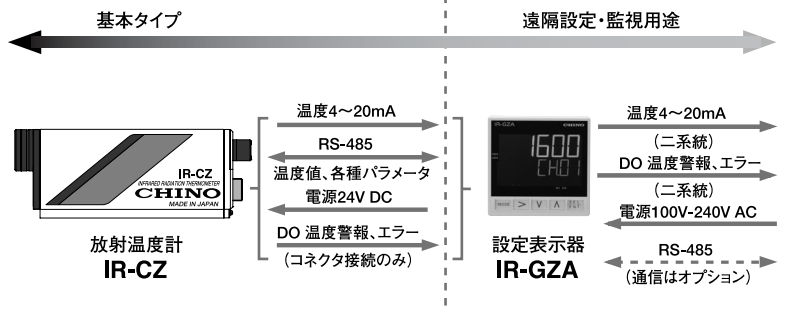 基本タイプ
遠隔設定・監視用途
IR-CZ
INFRARED RADIATION THERMOMETER
CHINO
MADE IN JAPAN
放射温度計
IR-CZ
温度4～20mA
RS-485
温度値、各種パラメータ
電源24V DC
DO 温度警報、エラー
(コネクタ接続のみ)
IR-GZA CHINO
1600
CH.01
MODE
設定表示器
IR-GZA
温度4～20mA
(二系統)
DO 温度警報、エラー
(二系統)
電源100V-240V AC
RS-485
(通信はオプション)